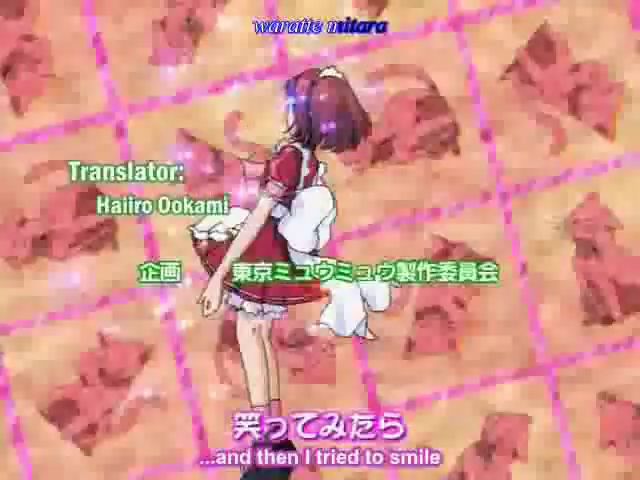 waratte mitara
Translator:
Haiiro Ookami
企画 東京ミュウミュウ製作委員会
笑ってみたら
...and then I tried to smile